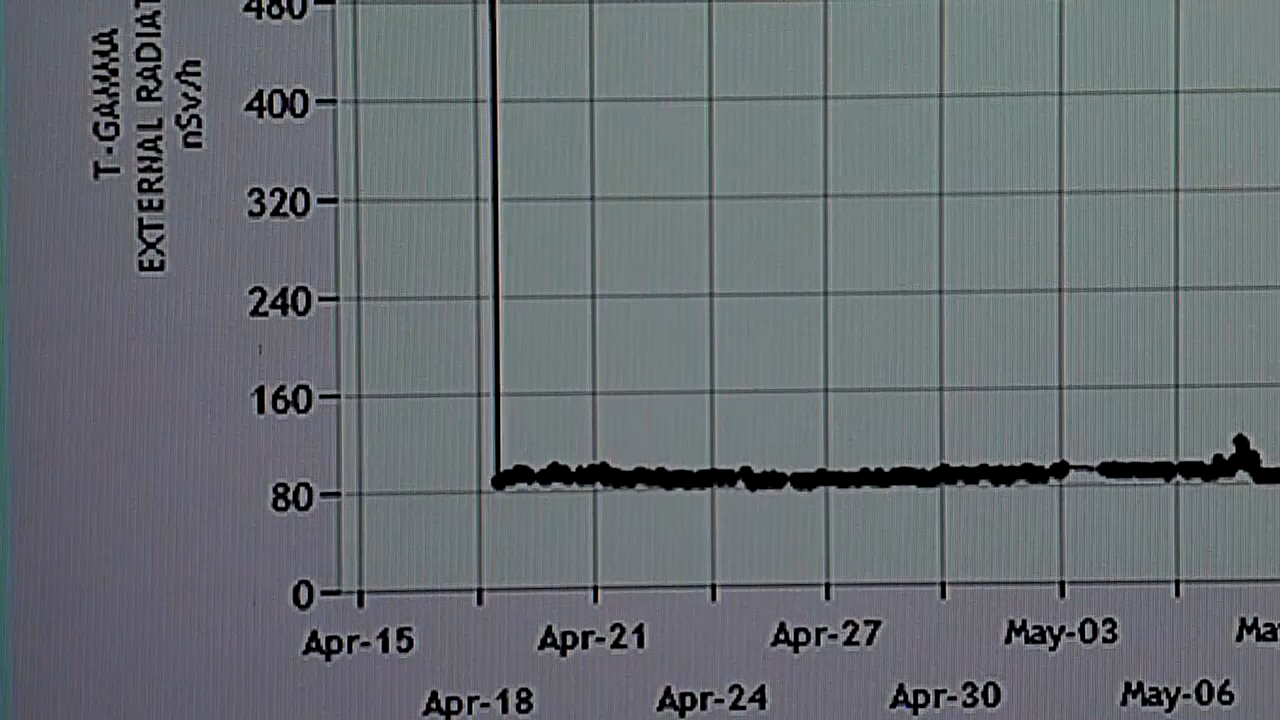 T-GAMMA
EXTERNAL RADIAT
nSv/h
480
400
320
240
160
80
0
Apr-15
Apr-21
Apr-27
May-03
Ma
Apr-18
Apr-24
Apr-30
May-06